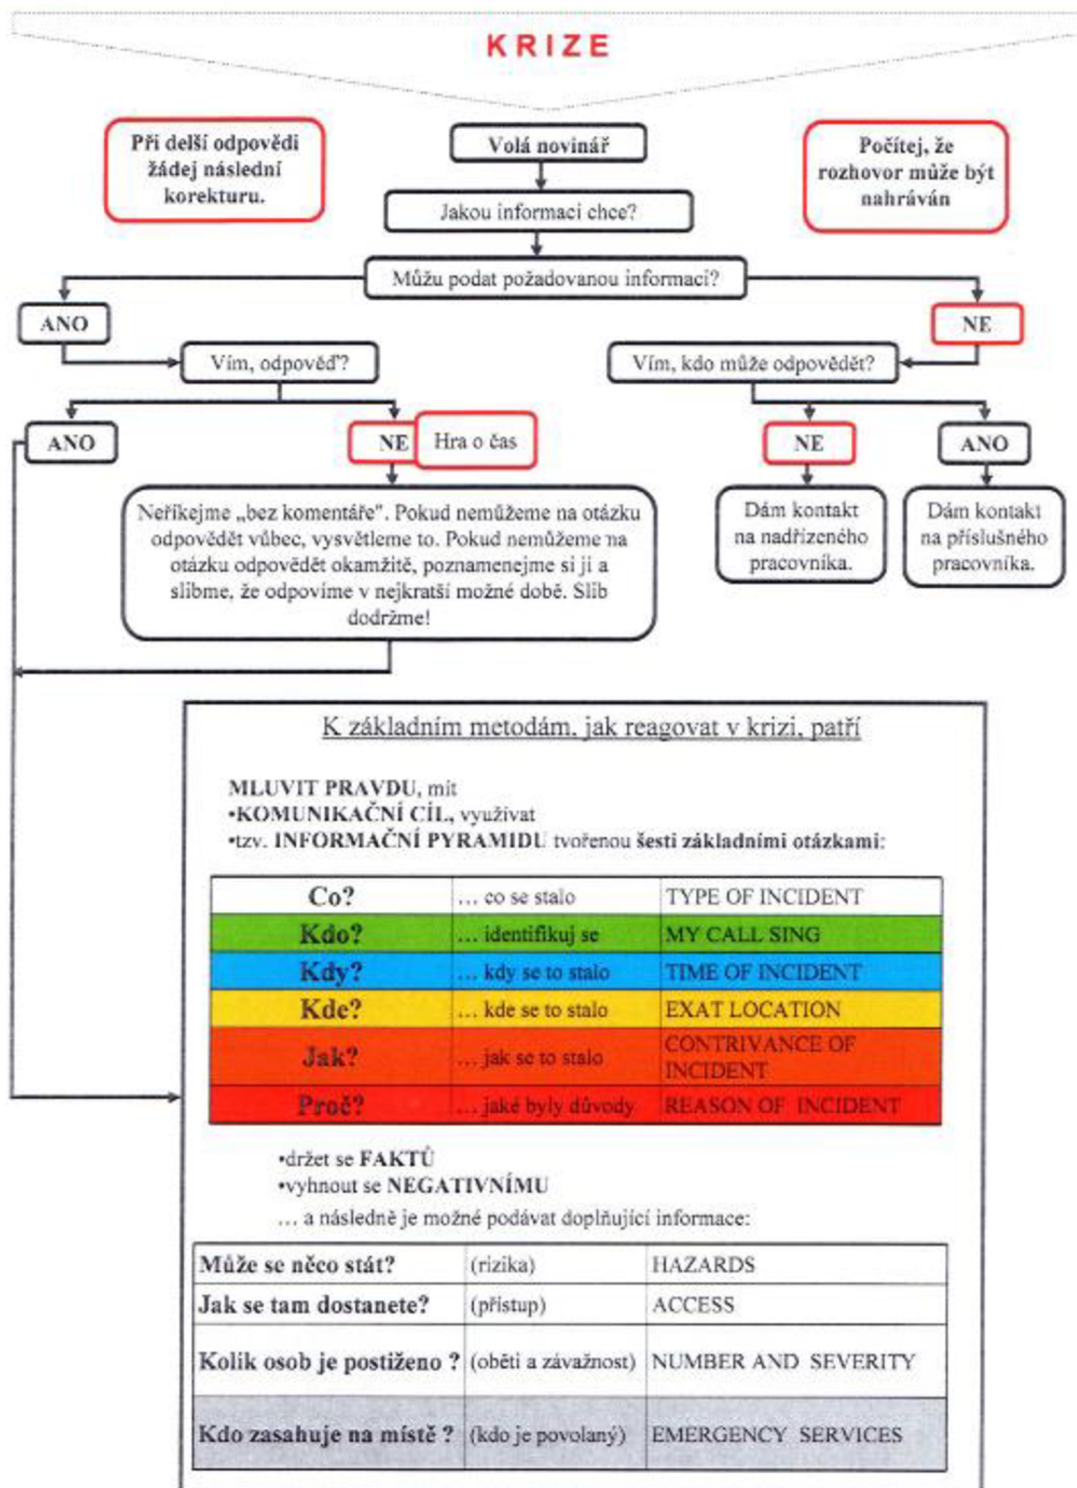 KRIZE
Při delší odpovědi
žádej následní
korekturu.
Volá novinář
Počítej, že
rozhovor může být
nahráván
Jakou informaci chce?
Můžu podat požadovanou informaci?
ANO
NE
Vím, odpověď?
Vím, kdo může odpovědět?
ANO
NE
Hra o čas
NE
ANO
Neříkejme „bez komentáře". Pokud nemůžeme na otázku
odpovědět vůbec, vysvětleme to. Pokud nemůžeme na
otázku odpovědět okamžitě, poznamenejme si ji a
slibme, že odpovíme v nejkratší možné době. Slib
dodržme!
Dám kontakt
na nadřízeného
pracovníka.
Dám kontakt
na příslušného
pracovníka.
K základním metodám, jak reagovat v krizi, patří
MLUVIT PRAVDU, mít
•KOMUNIKAČNÍ CÍL, využívat
•tzv. INFORMAČNÍ PYRAMIDU tvořenou šesti základními otázkami:
Co? … co se stalo TYPE OF INCIDENT
Kdo? … identifikuj se MY CALL SING
Kdy? … kdy se to stalo TIME OF INCIDENT
Kde? … kde se to stalo EXAT LOCATION
Jak? … jak se to stalo CONTRIVANCE OF
INCIDENT
Proč? … jaké byly důvody REASON OF INCIDENT
•držet se FAKTŮ
•vyhnout se NEGATIVNÍMU
… a následně je možné podávat doplňující informace:
Může se něco stát? (rizika) HAZARDS
Jak se tam dostanete? (přístup) ACCESS
Kolik osob je postiženo ? (oběti a závažnost) NUMBER AND SEVERITY
Kdo zasahuje na místě ? (kdo je povolaný) EMERGENCY SERVICES